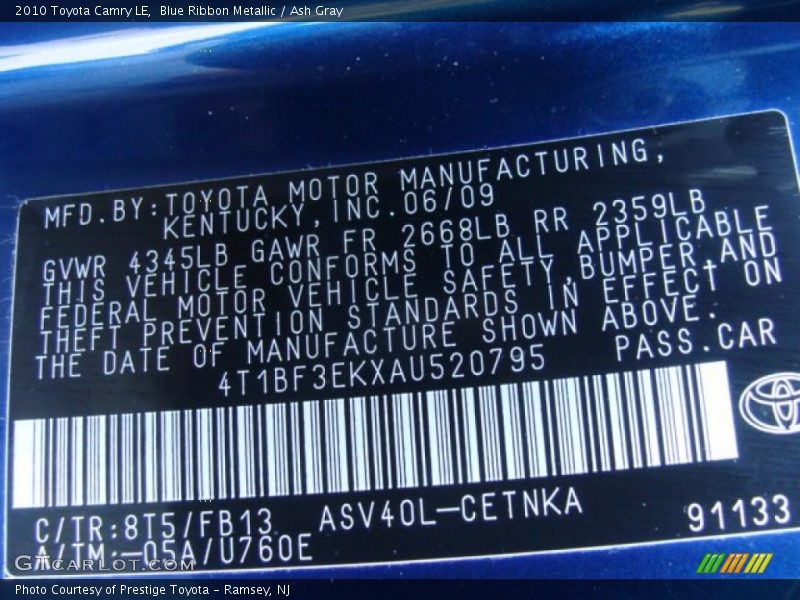 2010 Toyota Camry LE, Blue Ribbon Metallic / Ash Gray
MFD.BY:TOYOTA MOTOR MANUFACTURING,
KENTUCKY,INC.06/09
GVWR 4345LB GAWR FR 2668LB RR 2359LB
THIS VEHICLE CONFORMS TO ALL APPLICABLE
FEDERAL MOTOR VEHICLE SAFETY,BUMPER,AND
THEFT PREVENTION STANDARDS IN EFFECT ON
THE DATE OF MANUFACTURE SHOWN ABOVE.
4T1BF3EKXAU520795 PASS.CAR
C/TR:8T5/FB13 ASV40L-CETNKA 91133
A/TM:-05A/U760E
GTCARLOT.COM
Photo Courtesy of Prestige Toyota - Ramsey, NJ